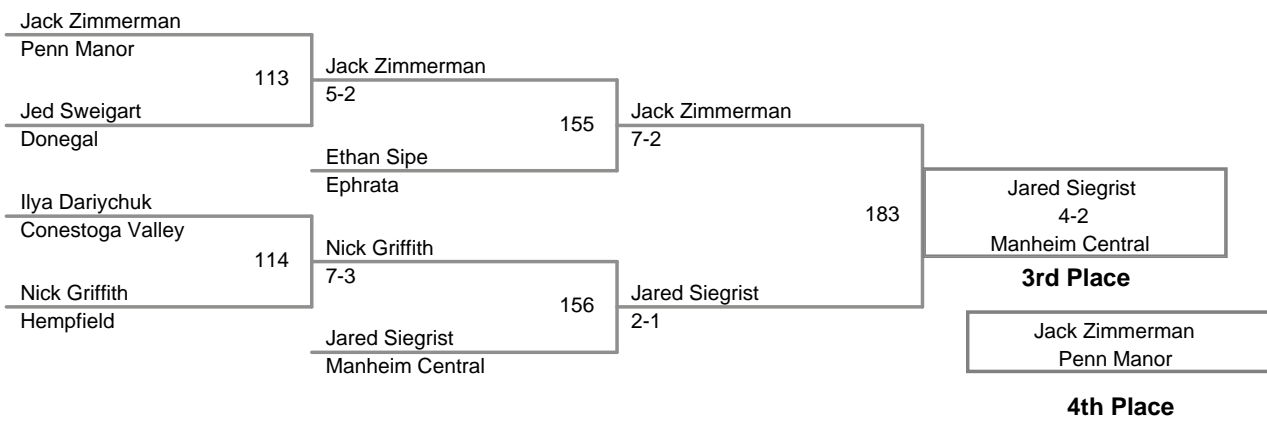 Jack Zimmerman
Penn Manor
113
Jed Sweigart
Donegal
Jack Zimmerman
5-2
155
Ethan Sipe
Ephrata
Ilya Dariychuk
Conestoga Valley
114
Nick Griffith
Hempfield
Nick Griffith
7-3
156
Jared Siegrist
Manheim Central
Jack Zimmerman
7-2
183
Jared Siegrist
2-1
Jared Siegrist
4-2
Manheim Central
3rd Place
Jack Zimmerman
Penn Manor
4th Place